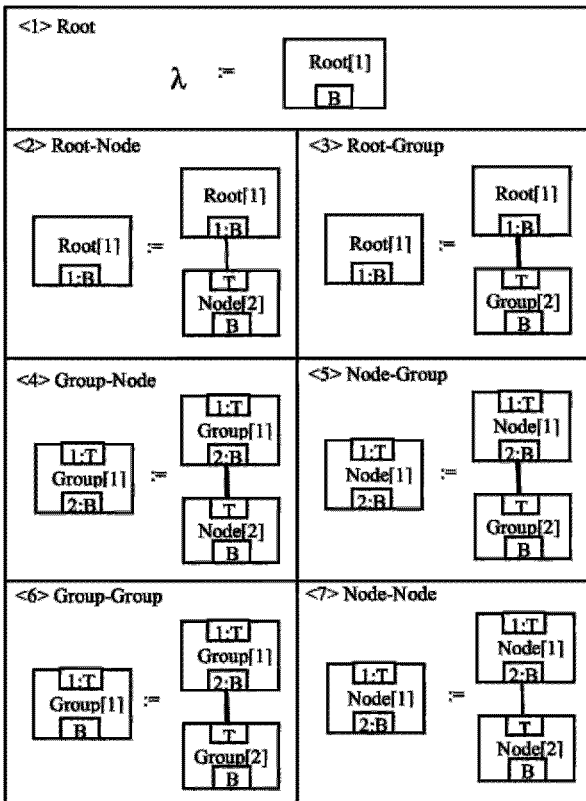 <1> Root
λ := Root[1]
B
<2> Root-Node
Root[1]
1:B
:=
Root[1]
1:B
T
Node[2]
B
<3> Root-Group
Root[1]
1:B
:=
Root[1]
1:B
T
Group[2]
B
<4> Group-Node
1:T
Group[1]
2:B
:=
1:T
Group[1]
2:B
T
Node[2]
B
<5> Node-Group
1:T
Node[1]
2:B
:=
1:T
Node[1]
2:B
T
Group[2]
B
<6> Group-Group
1:T
Group[1]
B
:=
1:T
Group[1]
2:B
T
Group[2]
B
<7> Node-Node
1:T
Node[1]
2:B
:=
1:T
Node[1]
2:B
T
Node[2]
B